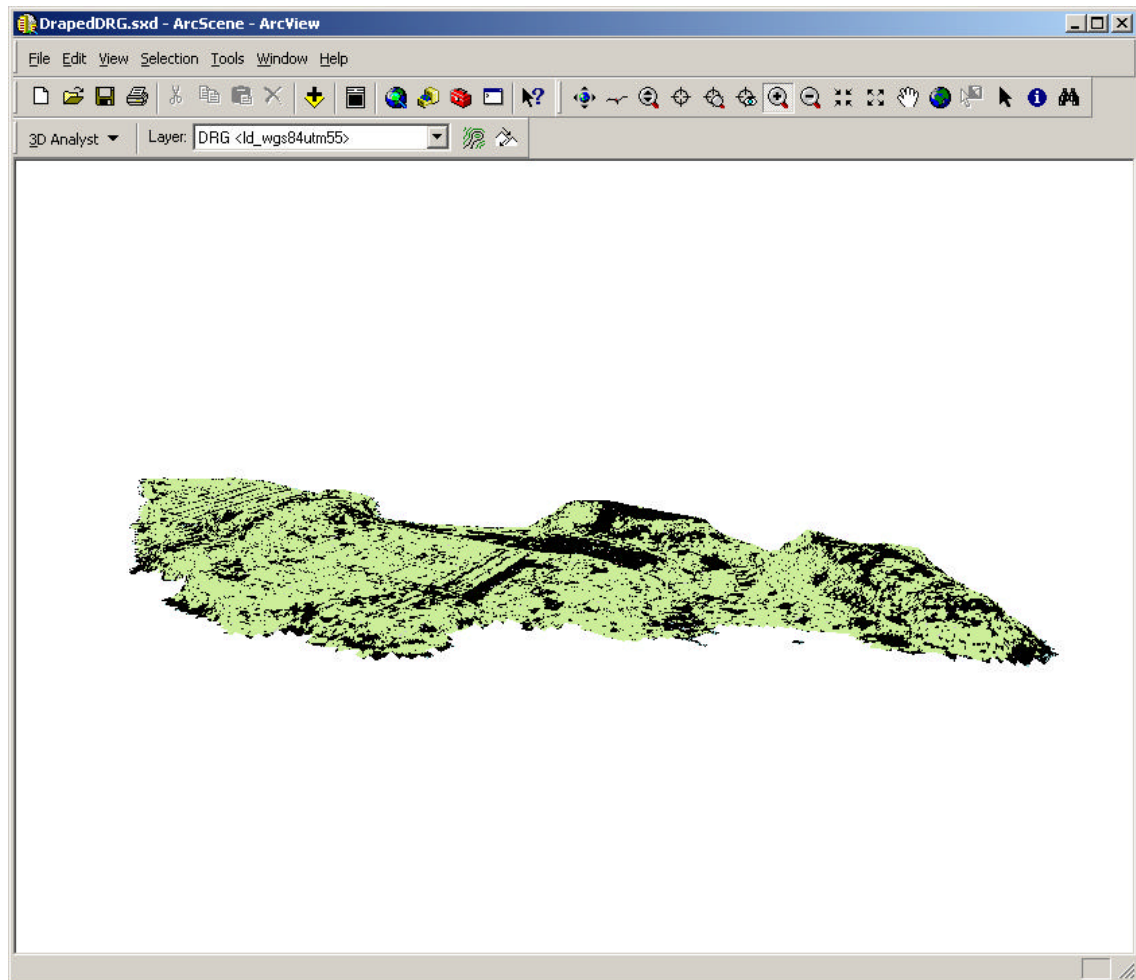 DrapedDRG.sxd - ArcScene - ArcView
File Edit View Selection Tools Window Help
3D Analyst Layer: DRG <ld_wgs84utm55>